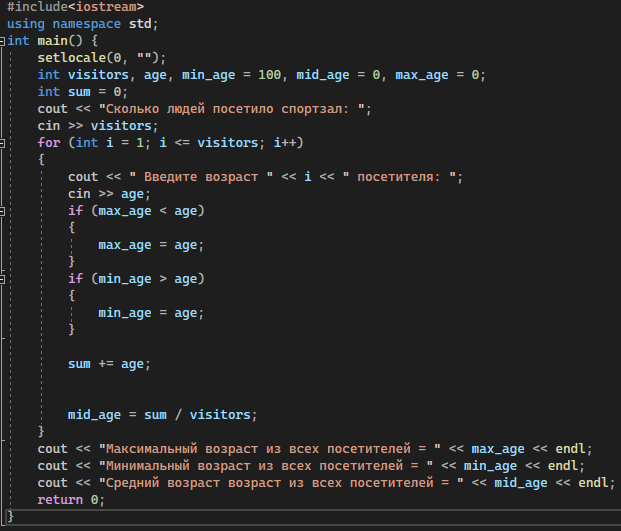 #include<iostream>
using namespace std;
int main() {
    setlocale(0, "");
    int visitors, age, min_age = 100, mid_age = 0, max_age = 0;
    int sum = 0;
    cout << "Сколько людей посетило спортзал: ";
    cin >> visitors;
    for (int i = 1; i <= visitors; i++)
    {
        cout << " Введите возраст " << i << " посетителя: ";
        cin >> age;
        if (max_age < age)
        {
            max_age = age;
        }
        if (min_age > age)
        {
            min_age = age;
        }
        sum += age;
        mid_age = sum / visitors;
    }
    cout << "Максимальный возраст из всех посетителей = " << max_age << endl;
    cout << "Минимальный возраст из всех посетителей = " << min_age << endl;
    cout << "Средний возраст возраст из всех посетителей = " << mid_age << endl;
    return 0;
}